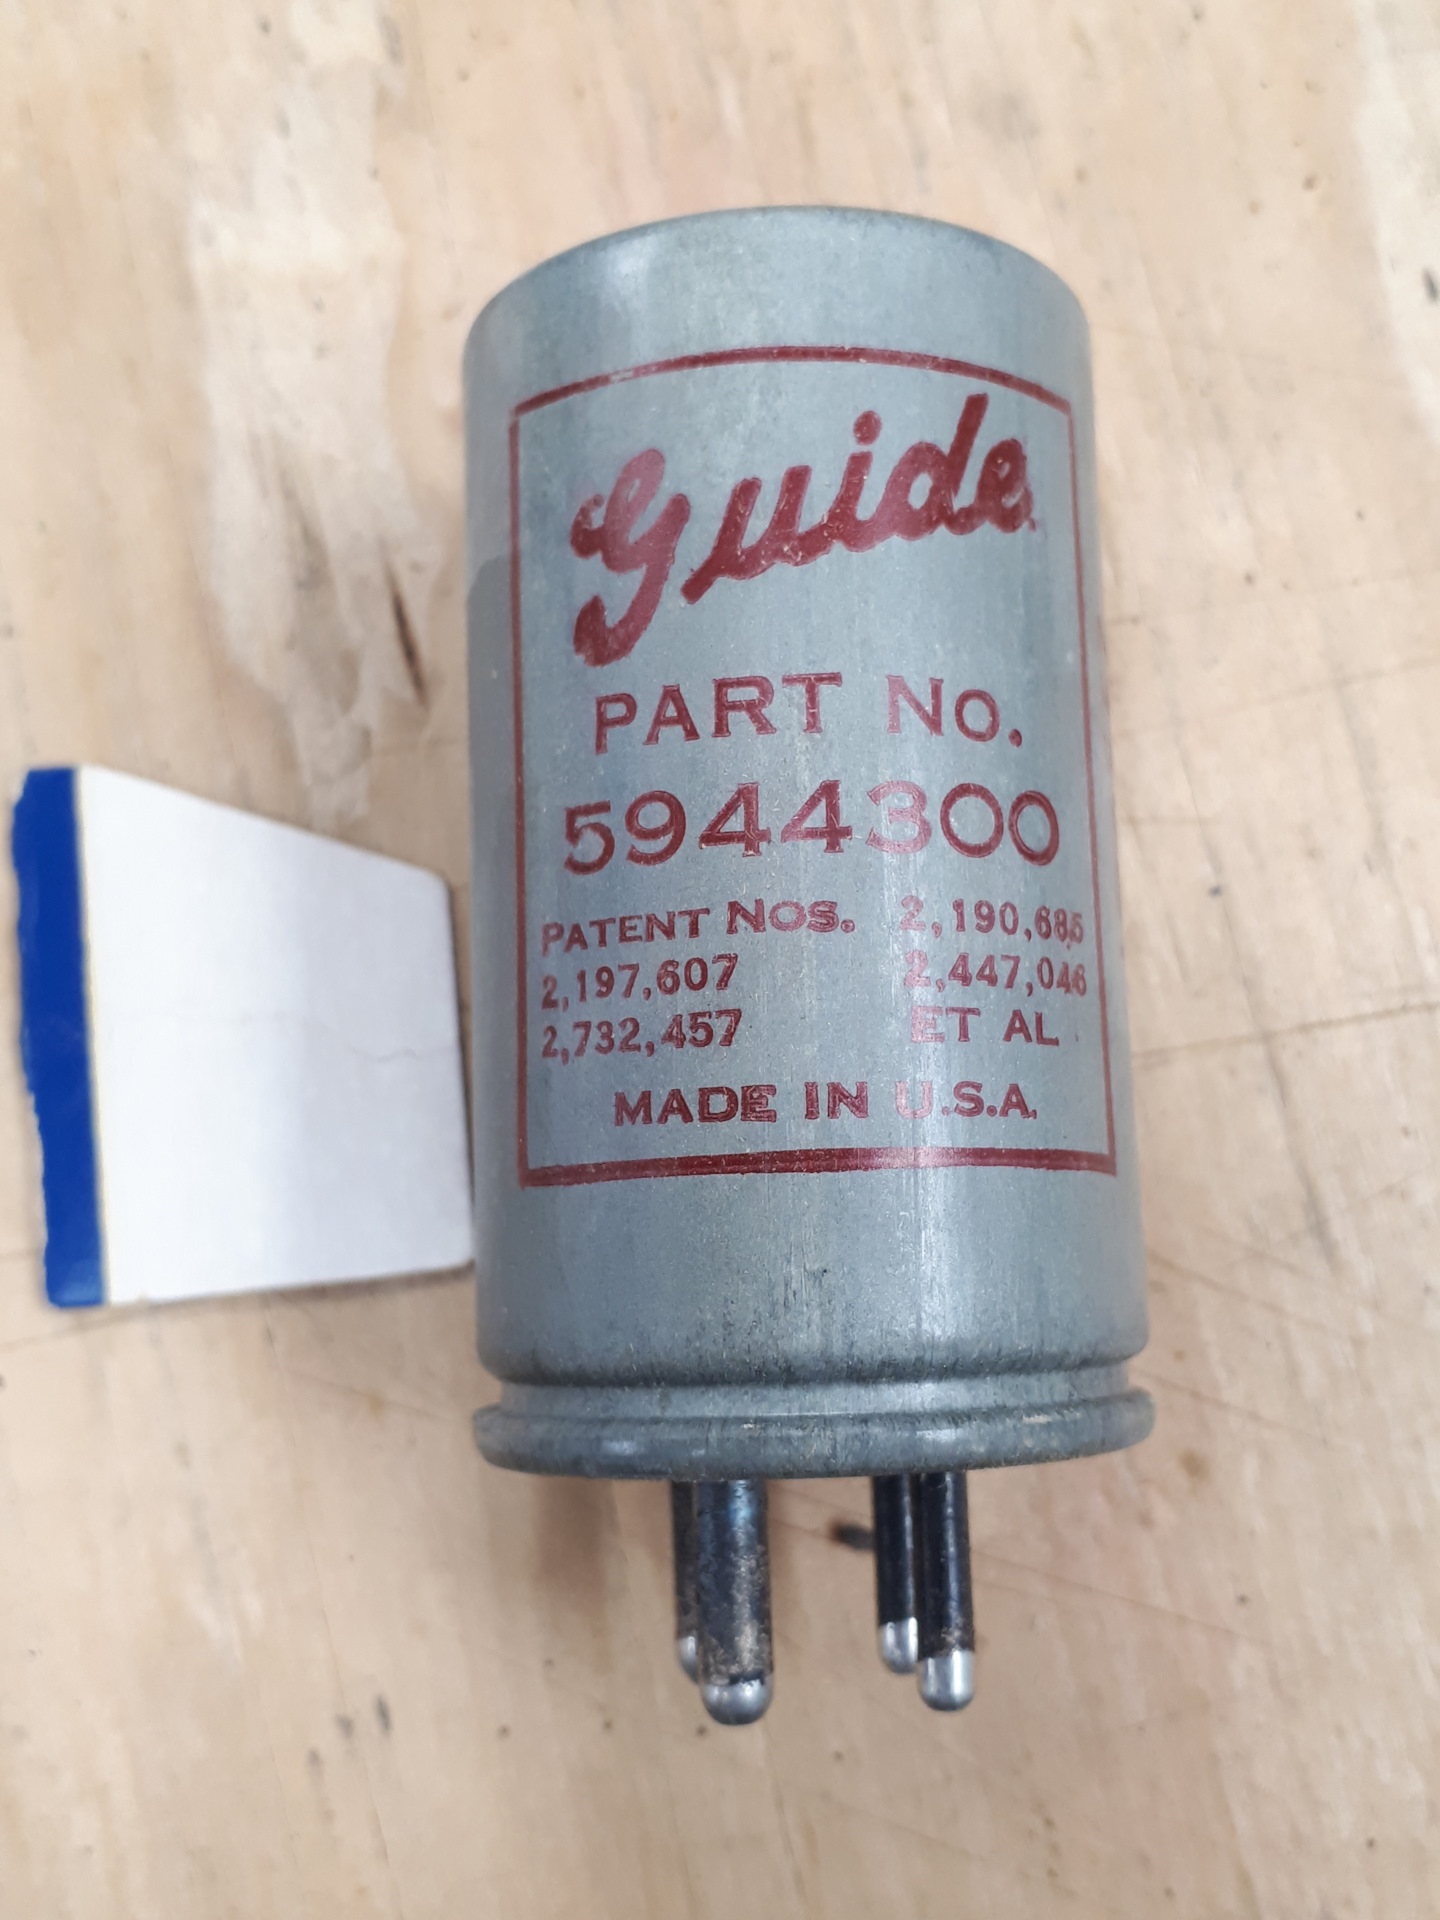 Guide
PART NO.
5944300
PATENT NOS. 2,190,685
2,197,607 2,447,046
2,732,457 ET AL
MADE IN U.S.A.